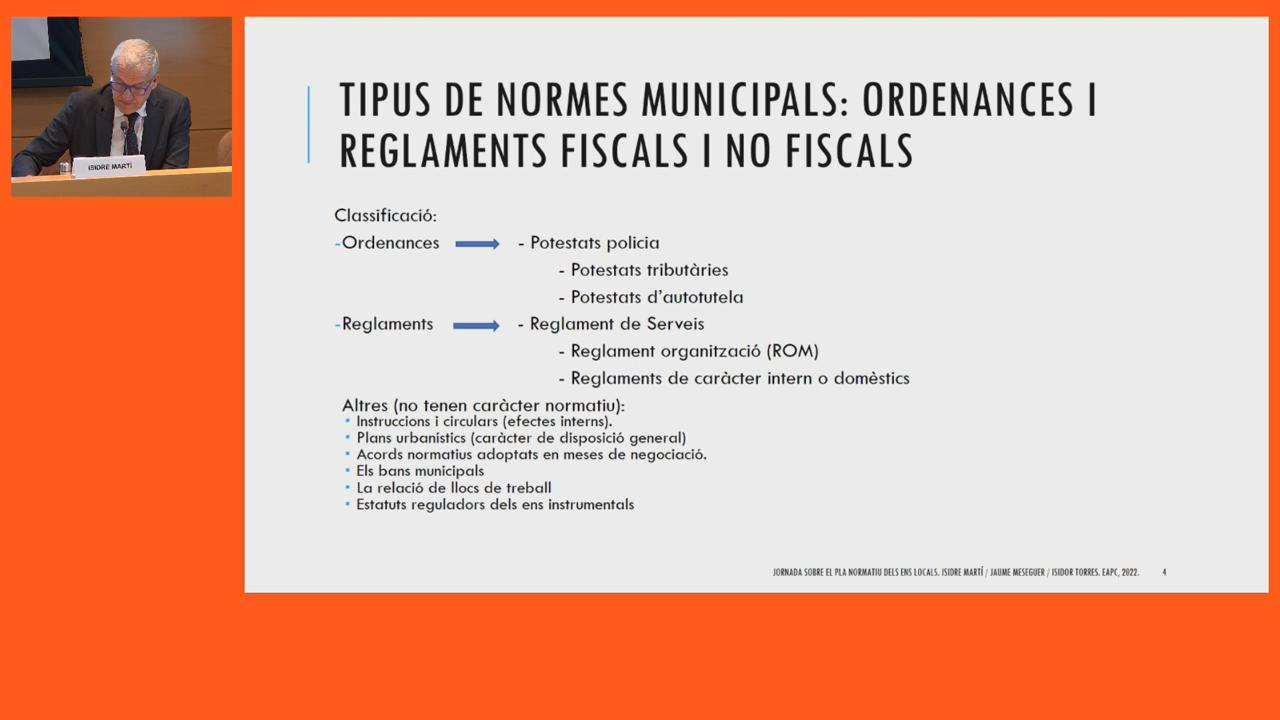 ISIDRE MARTÍ
TIPUS DE NORMES MUNICIPALS: ORDENANCES I
REGLAMENTS FISCALS I NO FISCALS
Classificació:
-Ordenances - Potestats policia
- Potestats tributàries
- Potestats d'autotutela
-Reglaments - Reglament de Serveis
- Reglament organització (ROM)
- Reglaments de caràcter intern o domèstics
Altres (no tenen caràcter normatiu):
▪ Instruccions i circulars (efectes interns).
▪ Plans urbanístics (caràcter de disposició general)
▪ Acords normatius adoptats en meses de negociació.
▪ Els bans municipals
▪ La relació de llocs de treball
▪ Estatuts reguladors dels ens instrumentals
JORNADA SOBRE EL PLA NORMATIU DELS ENS LOCALS. ISIDRE MARTÍ / JAUME MESEGUER / ISIDOR TORRES. EAPC, 2022. 4